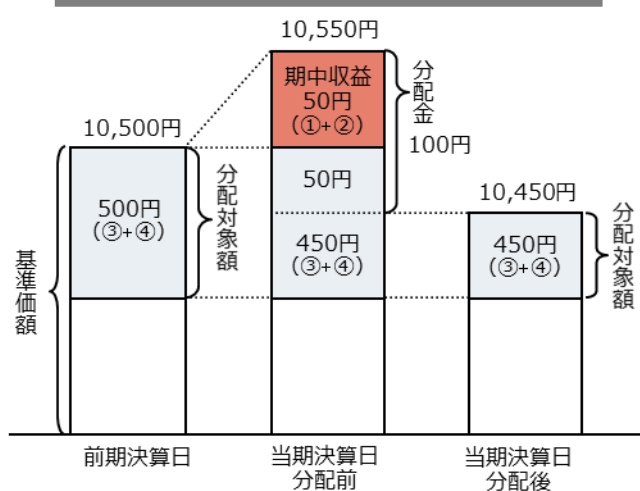 10,550円
期中収益
50円
(①+②)
分配金
100円
10,500円
500円
(③+④)
分配対象額
50円
450円
(③+④)
10,450円
450円
(③+④)
分配対象額
基準価額
前期決算日
当期決算日
分配前
当期決算日
分配後